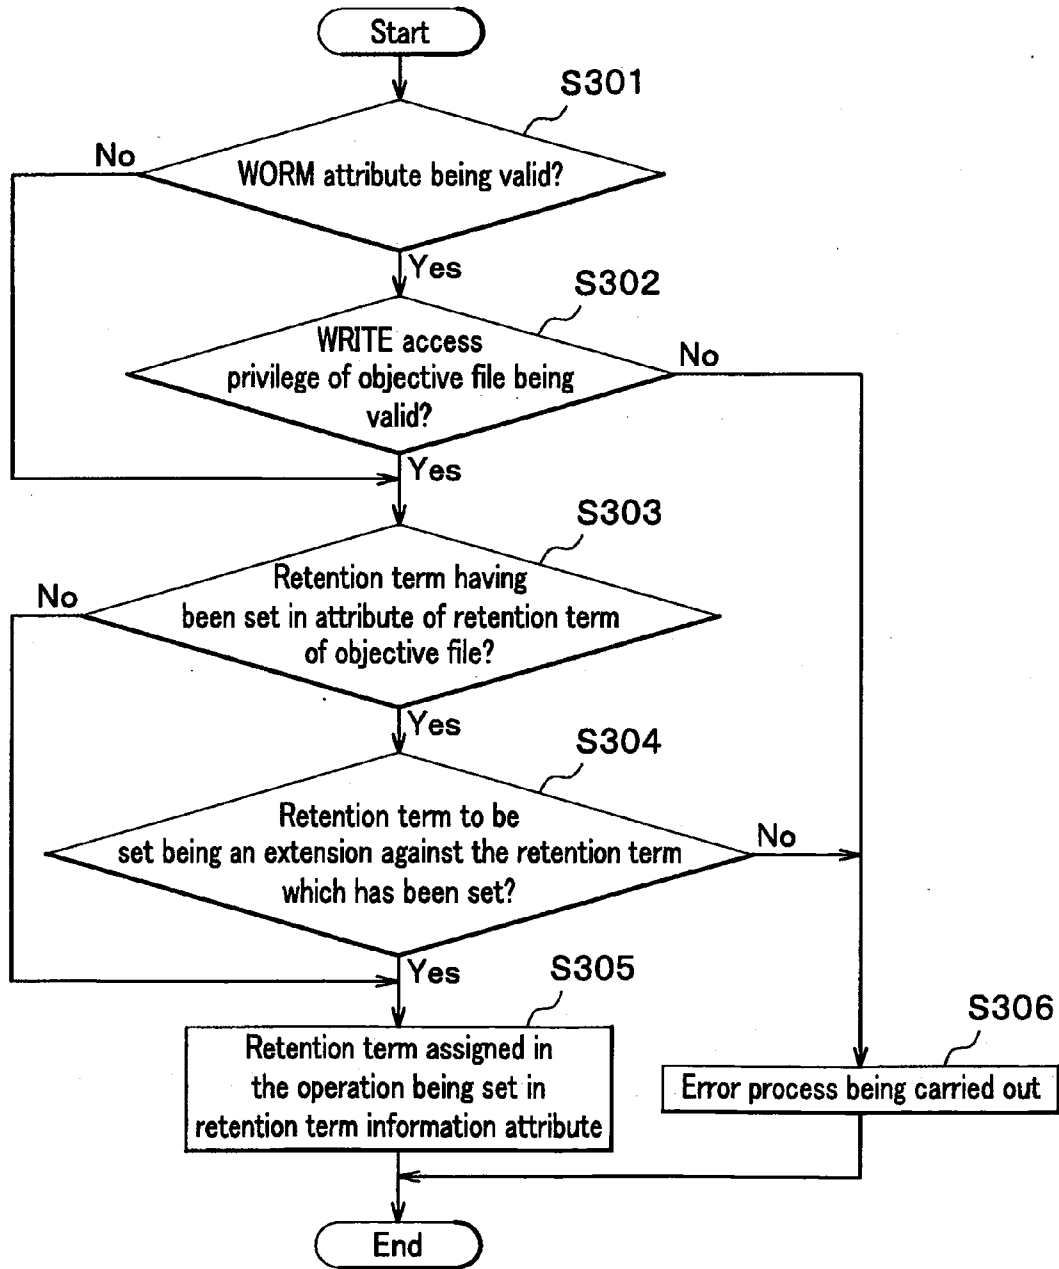 Start
S301
No
WORM attribute being valid?
Yes
S302
WRITE access
privilege of objective file being
valid?
No
Yes
S303
No
Retention term having
been set in attribute of retention term
of objective file?
Yes
S304
Retention term to be
set being an extension against the retention term
which has been set?
No
Yes
S305
Retention term assigned in
the operation being set in
retention term information attribute
S306
Error process being carried out
End